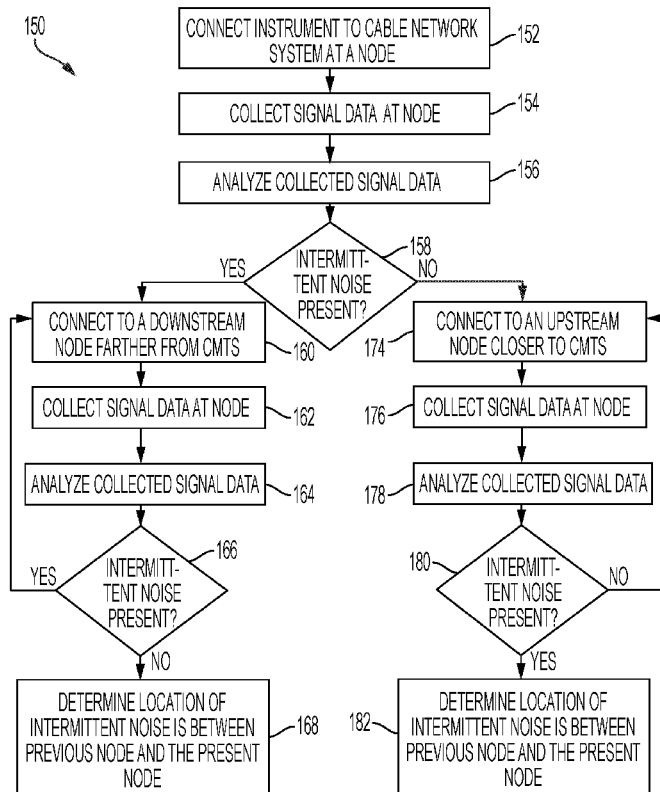 150
CONNECT INSTRUMENT TO CABLE NETWORK
SYSTEM AT A NODE
152
COLLECT SIGNAL DATA AT NODE
154
ANALYZE COLLECTED SIGNAL DATA
156
158
INTERMIT-
TENT NOISE
PRESENT?
YES
NO
CONNECT TO A DOWNSTREAM
NODE FARTHER FROM CMTS
160
COLLECT SIGNAL DATA AT NODE
162
ANALYZE COLLECTED SIGNAL DATA
164
166
INTERMIT-
TENT NOISE
PRESENT?
YES
NO
DETERMINE LOCATION OF
INTERMITTENT NOISE IS BETWEEN
PREVIOUS NODE AND THE PRESENT
NODE
168
CONNECT TO AN UPSTREAM
NODE CLOSER TO CMTS
174
COLLECT SIGNAL DATA AT NODE
176
ANALYZE COLLECTED SIGNAL DATA
178
180
INTERMIT-
TENT NOISE
PRESENT?
NO
YES
DETERMINE LOCATION OF
INTERMITTENT NOISE IS BETWEEN
PREVIOUS NODE AND THE PRESENT
NODE
182